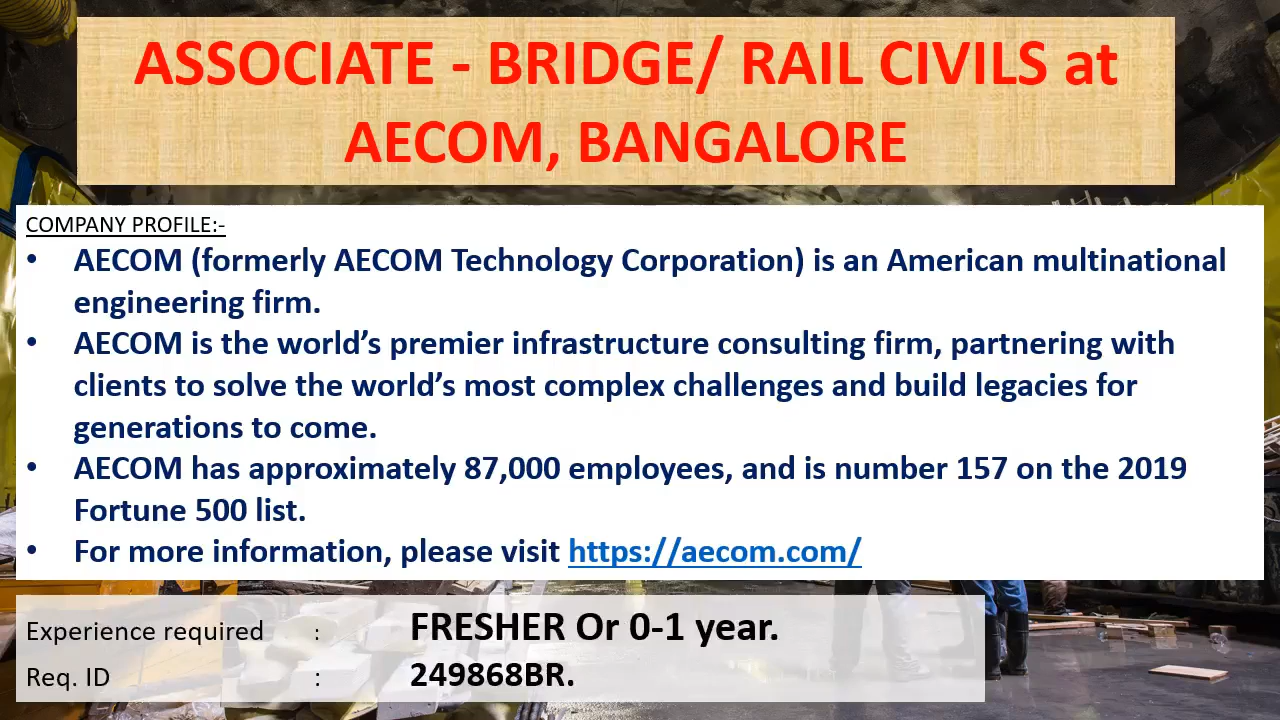 ASSOCIATE - BRIDGE/ RAIL CIVILS at
AECOM, BANGALORE
COMPANY PROFILE:-
• AECOM (formerly AECOM Technology Corporation) is an American multinational
engineering firm.
• AECOM is the world’s premier infrastructure consulting firm, partnering with
clients to solve the world’s most complex challenges and build legacies for
generations to come.
• AECOM has approximately 87,000 employees, and is number 157 on the 2019
Fortune 500 list.
• For more information, please visit https://aecom.com/
Experience required : FRESHER Or 0-1 year.
Req. ID : 249868BR.